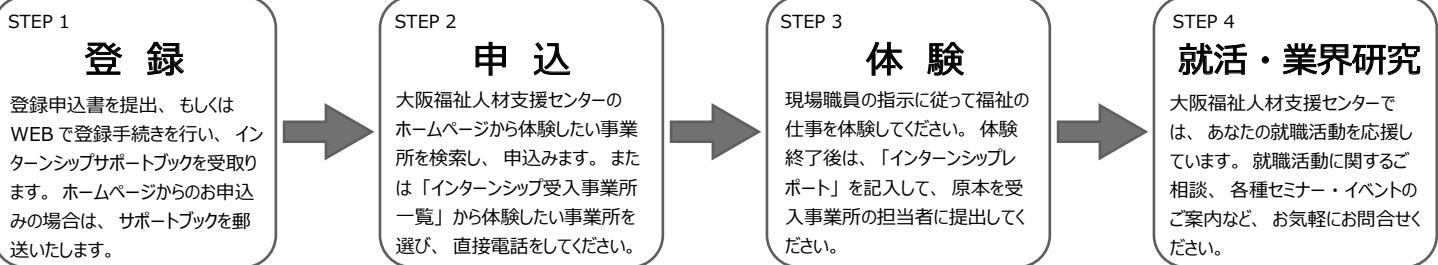 STEP 1
登 録
登録申込書を提出、もしくは
WEBで登録手続きを行い、イン
ターンシップサポートブックを受取り
ます。ホームページからのお申込
みの場合は、サポートブックを郵
送いたします。
STEP 2
申 込
大阪福祉人材支援センターの
ホームページから体験したい事業
所を検索し、申込みます。また
は「インターンシップ受入事業所
一覧」から体験したい事業所を
選び、直接電話をしてください。
STEP 3
体 験
現場職員の指示に従って福祉の
仕事を体験してください。体験
終了後は、「インターンシップレ
ポート」を記入して、原本を受
入事業所の担当者に提出してく
ださい。
STEP 4
就活・業界研究
大阪福祉人材支援センターで
は、あなたの就職活動を応援し
ています。就職活動に関するご
相談、各種セミナー・イベントの
ご案内など、お気軽にお問合せく
ださい。